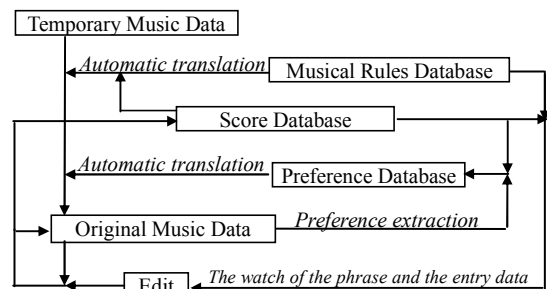 Temporary Music Data
Automatic translation
Musical Rules Database
Score Database
Automatic translation
Preference Database
Original Music Data
Preference extraction
Edit
The watch of the phrase and the entry data